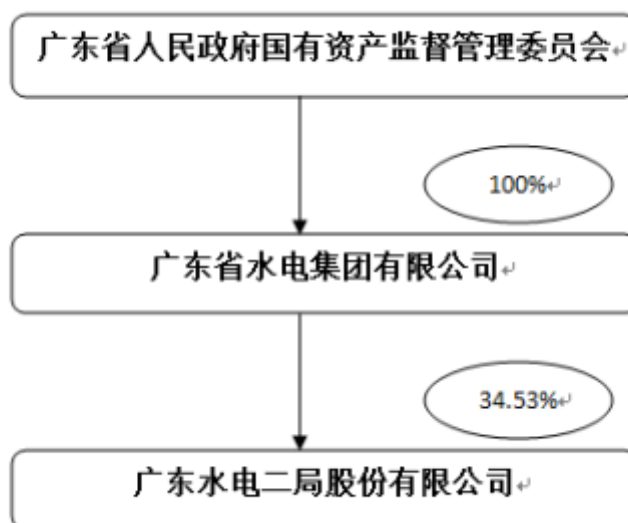 广东省人民政府国有资产监督管理委员会
100%
广东省水电集团有限公司
34.53%
广东水电二局股份有限公司